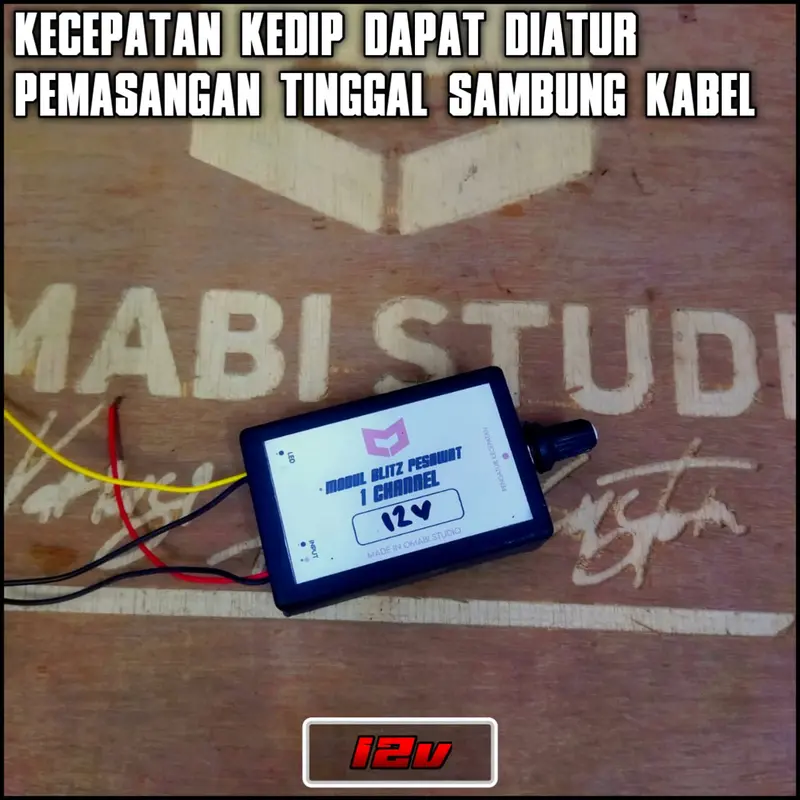 KECEPATAN KEDIP DAPAT DIATUR
PEMASANGAN TINGGAL SAMBUNG KABEL
MABI STUDI
LED
MODUL BLITZ PESAWAT
1 CHANNEL
12V
INPUT
MADE IN OMABI STUDIO
12v